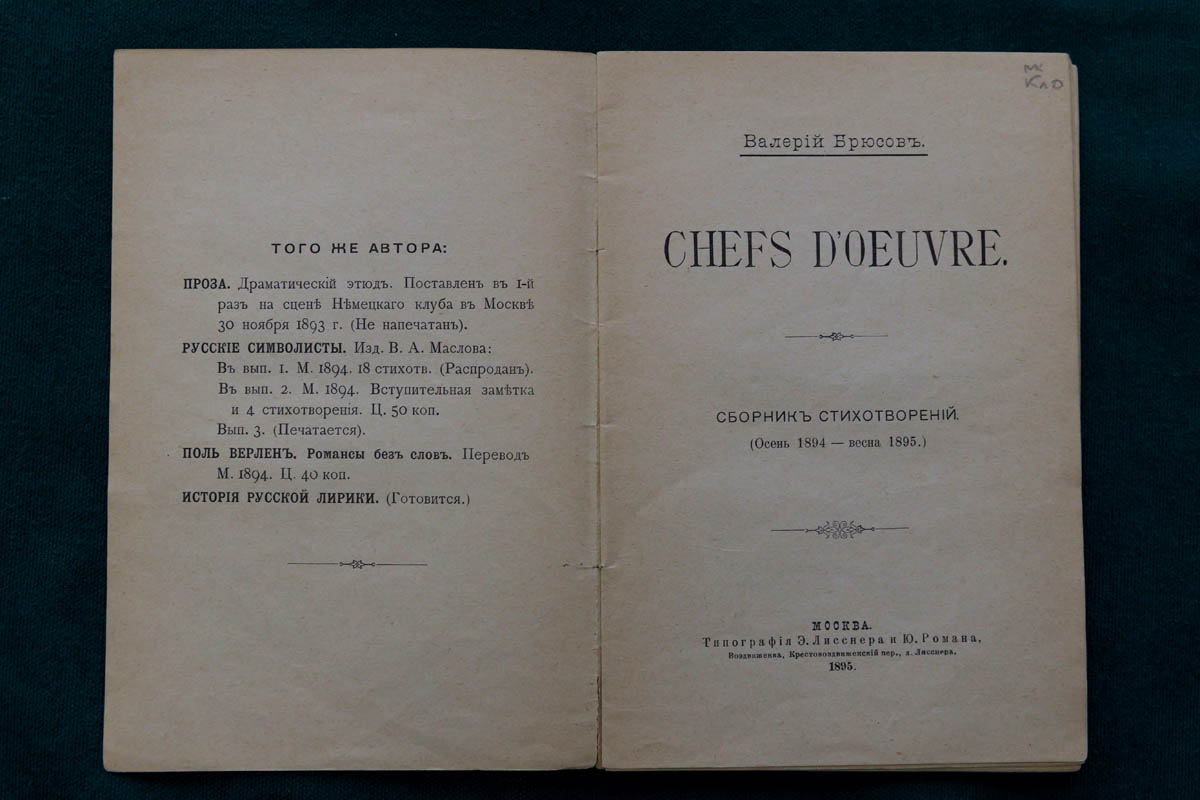 ТОГО ЖЕ АВТОРА:
ПРОЗА. Драматическій этюдъ. Поставленъ въ 1-й
разъ на сценѣ Нѣмецкаго клуба въ Москвѣ
30 ноября 1893 г. (Не напечатанъ).
РУССКІЕ СИМВОЛИСТЫ. Изд. В. А. Маслова:
Въ вып. 1. М. 1894. 18 стихотв. (Распроданъ).
Въ вып. 2. М. 1894. Вступительная замѣтка
и 4 стихотворенія. Ц. 50 коп.
Вып. 3. (Печатается).
ПОЛЬ ВЕРЛЕНЪ. Романсы безъ словъ. Переводъ
М. 1894. Ц. 40 коп.
ИСТОРІЯ РУССКОЙ ЛИРИКИ. (Готовится.)
Валерій Брюсовъ.
CHEFS D'OEUVRE.
СБОРНИКЪ СТИХОТВОРЕНІЙ.
(Осень 1894 — весна 1895.)
МОСКВА.
Типографія Э. Лисснера и Ю. Романа,
Воздвиженка, Крестовоздвиженскій пер., д. Лисснера.
1895.